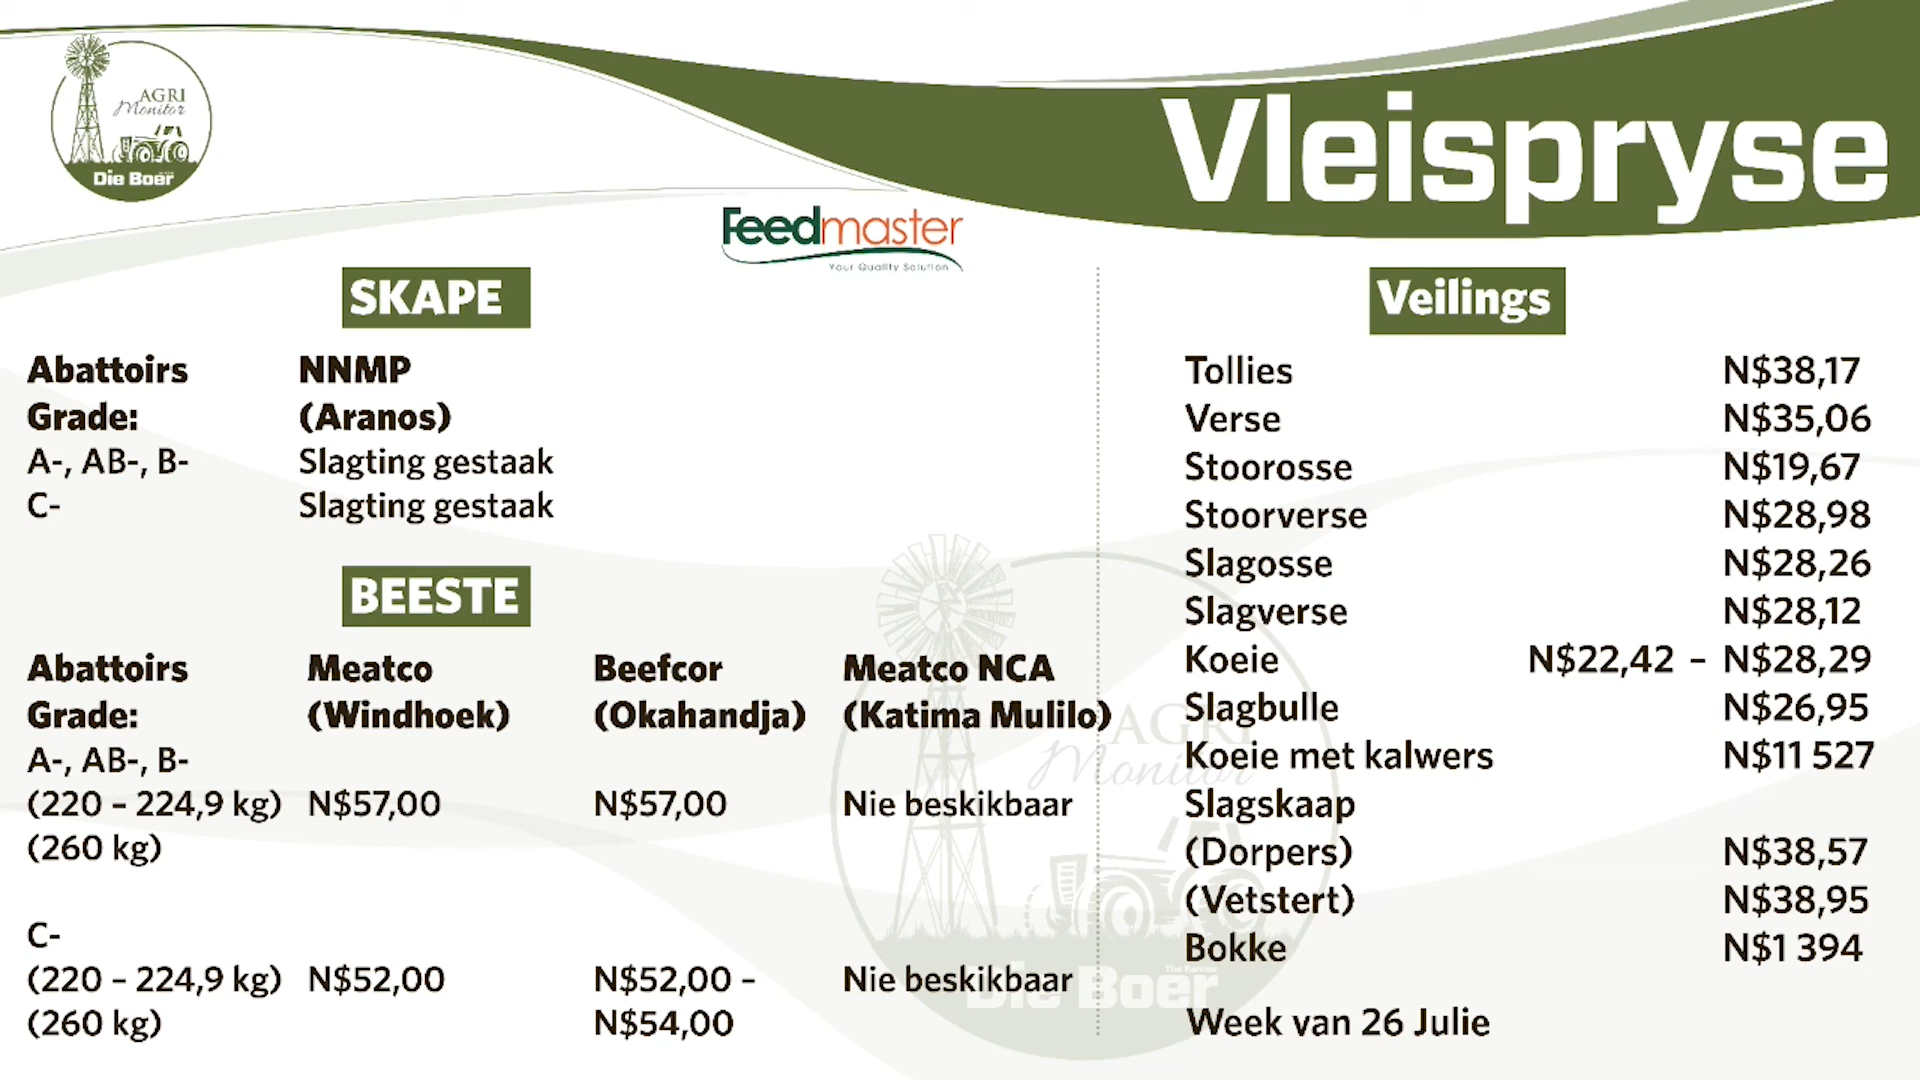 AGRI
Monitor
Die Boer
Vleispryse
Feedmaster
Your Quality Solution
SKAPE
Abattoirs NNMP
Grade: (Aranos)
A-, AB-, B- Slagting gestaak
C- Slagting gestaak
BEESTE
Abattoirs Meatco Beefcor Meatco NCA
Grade: (Windhoek) (Okahandja) (Katima Mulilo)
A-, AB-, B-
(220 – 224,9 kg) N$57,00 N$57,00 Nie beskikbaar
(260 kg)
C-
(220 – 224,9 kg) N$52,00 N$52,00 – Nie beskikbaar
(260 kg) N$54,00
Veilings
Tollies N$38,17
Verse N$35,06
Stoorosse N$19,67
Stoorverse N$28,98
Slagosse N$28,26
Slagverse N$28,12
Koeie N$22,42 – N$28,29
Slagbulle N$26,95
Koeie met kalwers N$11 527
Slagskaap
(Dorpers) N$38,57
(Vetstert) N$38,95
Bokke N$1 394
Week van 26 Julie
AGRI
Monitor
Die Boer